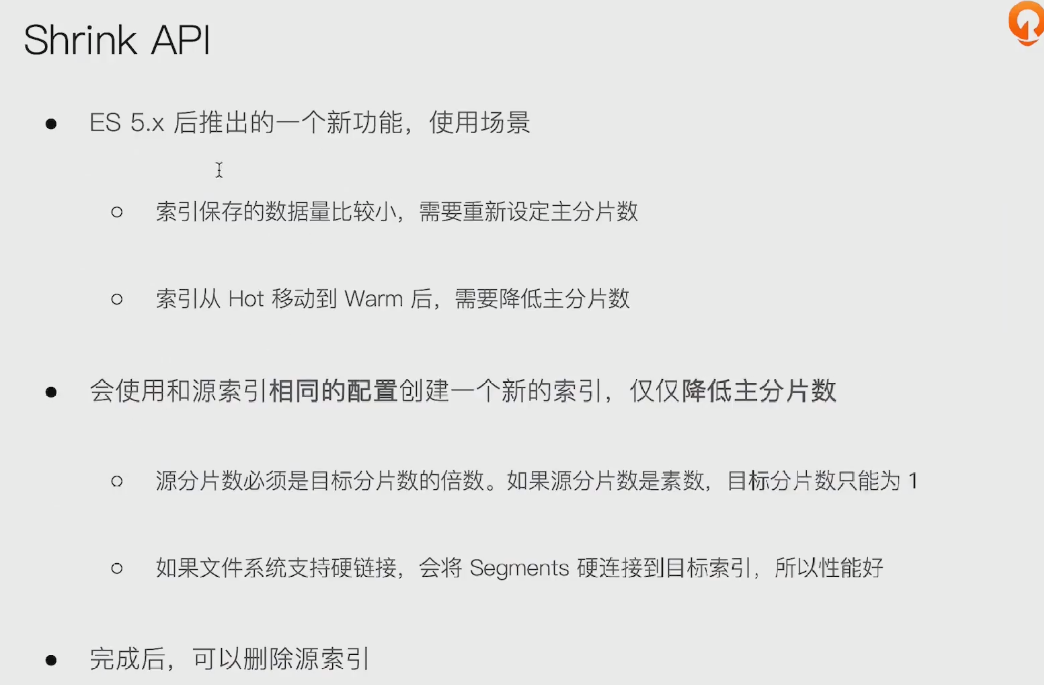 Shrink API
ES 5.x 后推出的一个新功能，使用场景
索引保存的数据量比较小，需要重新设定主分片数
索引从 Hot 移动到 Warm 后，需要降低主分片数
会使用和源索引相同的配置创建一个新的索引，仅仅降低主分片数
源分片数必须是目标分片数的倍数。如果源分片数是素数，目标分片数只能为 1
如果文件系统支持硬链接，会将 Segments 硬连接到目标索引，所以性能好
完成后，可以删除源索引